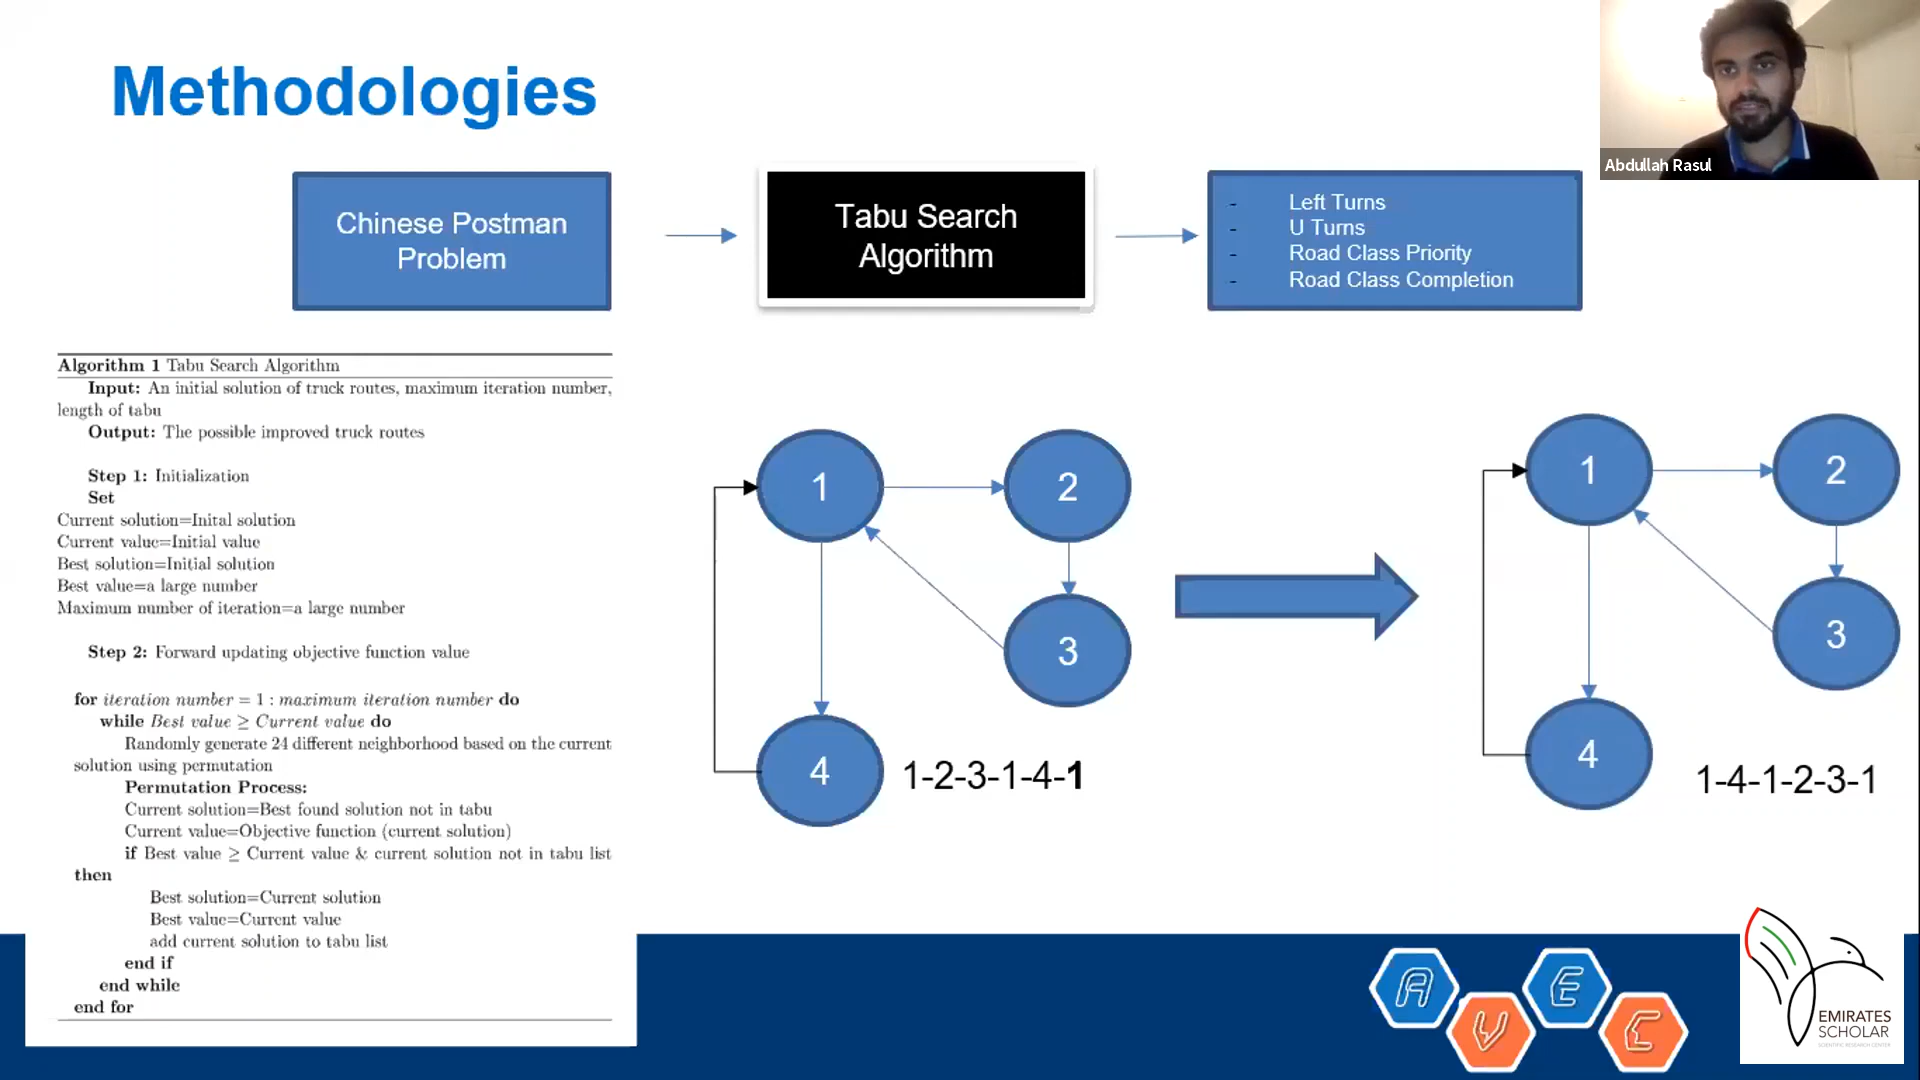 Methodologies
Abdullah Rasul
Chinese Postman
Problem
Tabu Search
Algorithm
- Left Turns
- U Turns
- Road Class Priority
- Road Class Completion
Algorithm 1 Tabu Search Algorithm
Input: An initial solution of truck routes, maximum iteration number,
length of tabu
Output: The possible improved truck routes
Step 1: Initialization
Set
Current solution=Inital solution
Current value=Initial value
Best solution=Initial solution
Best value=a large number
Maximum number of iteration=a large number
Step 2: Forward updating objective function value
for iteration number = 1 : maximum iteration number do
while Best value ≥ Current value do
Randomly generate 24 different neighborhood based on the current
solution using permutation
Permutation Process:
Current solution=Best found solution not in tabu
Current value=Objective function (current solution)
if Best value ≥ Current value & current solution not in tabu list
then
Best solution=Current solution
Best value=Current value
add current solution to tabu list
end if
end while
end for
1
2
3
4
1-2-3-1-4-1
1
2
3
4
1-4-1-2-3-1
A
V
E
C
EMIRATES
SCHOLAR
SCIENTIFIC RESEARCH CENTER